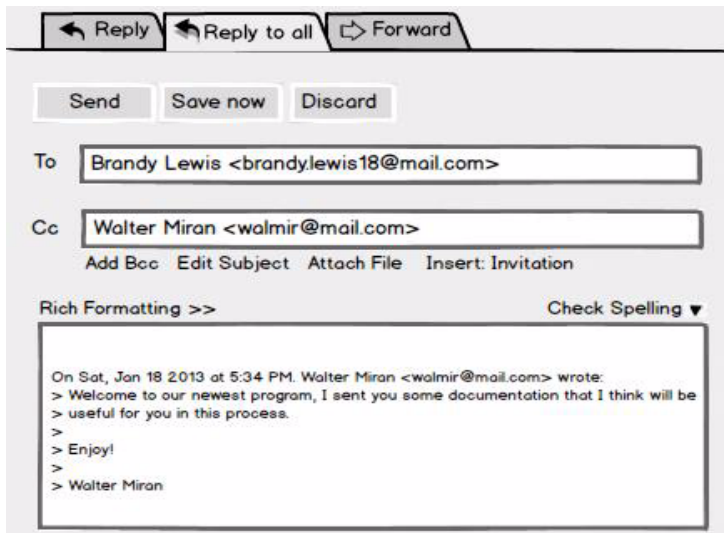 Reply Reply to all Forward
Send Save now Discard
To Brandy Lewis <brandy.lewis18@mail.com>
Cc Walter Miran <walmir@mail.com>
Add Bcc Edit Subject Attach File Insert: Invitation
Rich Formatting >> Check Spelling ▼
On Sat, Jan 18 2013 at 5:34 PM. Walter Miran <walmir@mail.com> wrote:
> Welcome to our newest program, I sent you some documentation that I think will be
> useful for you in this process.
>
> Enjoy!
>
> Walter Miran